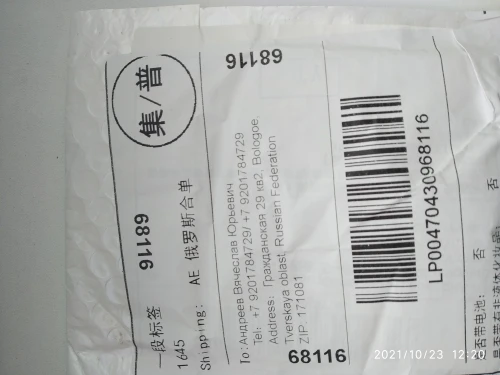 集/普
一段标签
68116
1645
Shipping: AE 俄罗斯合单
68116
To:Андреев Вячеслав Юрьевич
Tel: +7 9201784729/ +7 9201784729
Address: Гражданская 29 кв2, Bologoe,
Tverskaya oblast, Russian Federation
ZIP: 171081
68116
LP00470430968116
是否带电池: 否
否
2021/10/23 12:20